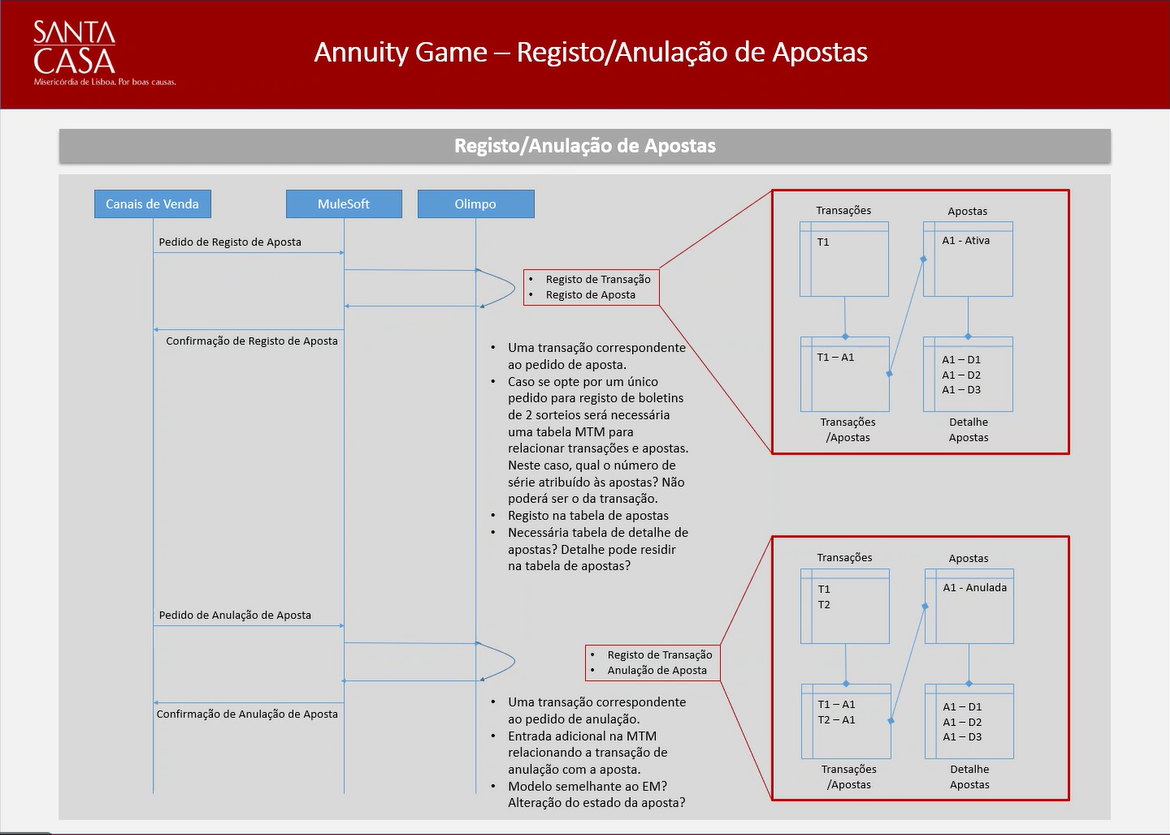 SANTA
CASA
Misericórdia de Lisboa. Por boas causas.
Annuity Game – Registo/Anulação de Apostas
Registo/Anulação de Apostas
Canais de Venda
MuleSoft
Olimpo
Pedido de Registo de Aposta
• Registo de Transação
• Registo de Aposta
Confirmação de Registo de Aposta
• Uma transação correspondente
ao pedido de aposta.
• Caso se opte por um único
pedido para registo de boletins
de 2 sorteios será necessária
uma tabela MTM para
relacionar transações e apostas.
Neste caso, qual o número de
série atribuído às apostas? Não
poderá ser o da transação.
• Registo na tabela de apostas
• Necessária tabela de detalhe de
apostas? Detalhe pode residir
na tabela de apostas?
Transações
T1
Apostas
A1 - Ativa
T1 – A1
Transações
/Apostas
A1 – D1
A1 – D2
A1 – D3
Detalhe
Apostas
Pedido de Anulação de Aposta
• Registo de Transação
• Anulação de Aposta
Confirmação de Anulação de Aposta
• Uma transação correspondente
ao pedido de anulação.
• Entrada adicional na MTM
relacionando a transação de
anulação com a aposta.
• Modelo semelhante ao EM?
Alteração do estado da aposta?
Transações
T1
T2
Apostas
A1 - Anulada
T1 – A1
T2 – A1
Transações
/Apostas
A1 – D1
A1 – D2
A1 – D3
Detalhe
Apostas